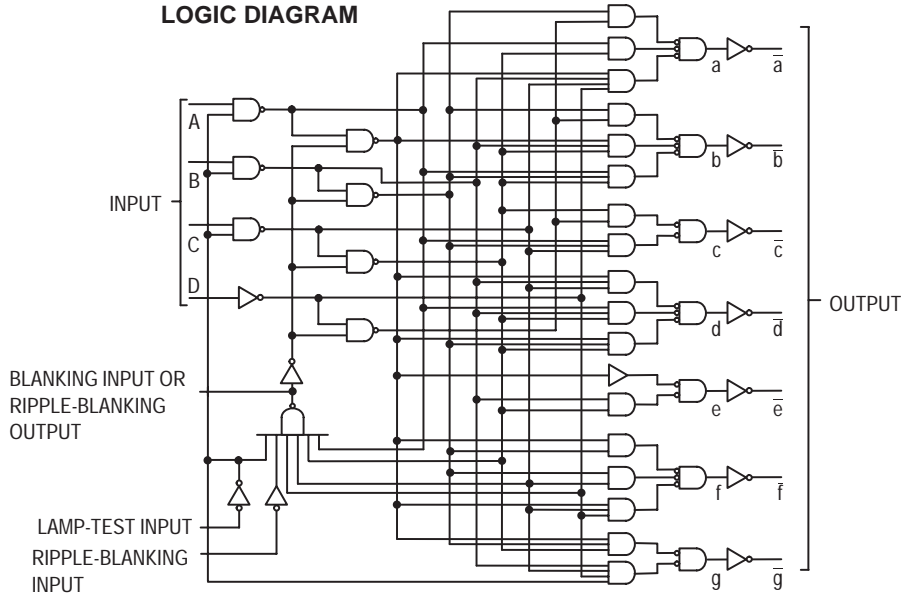 LOGIC DIAGRAM
a
a̅
A
b
b̅
B
INPUT
c
c̅
C
D
OUTPUT
d
d̅
BLANKING INPUT OR
RIPPLE-BLANKING
OUTPUT
e
e̅
f
f̅
LAMP-TEST INPUT
RIPPLE-BLANKING
INPUT
g
g̅